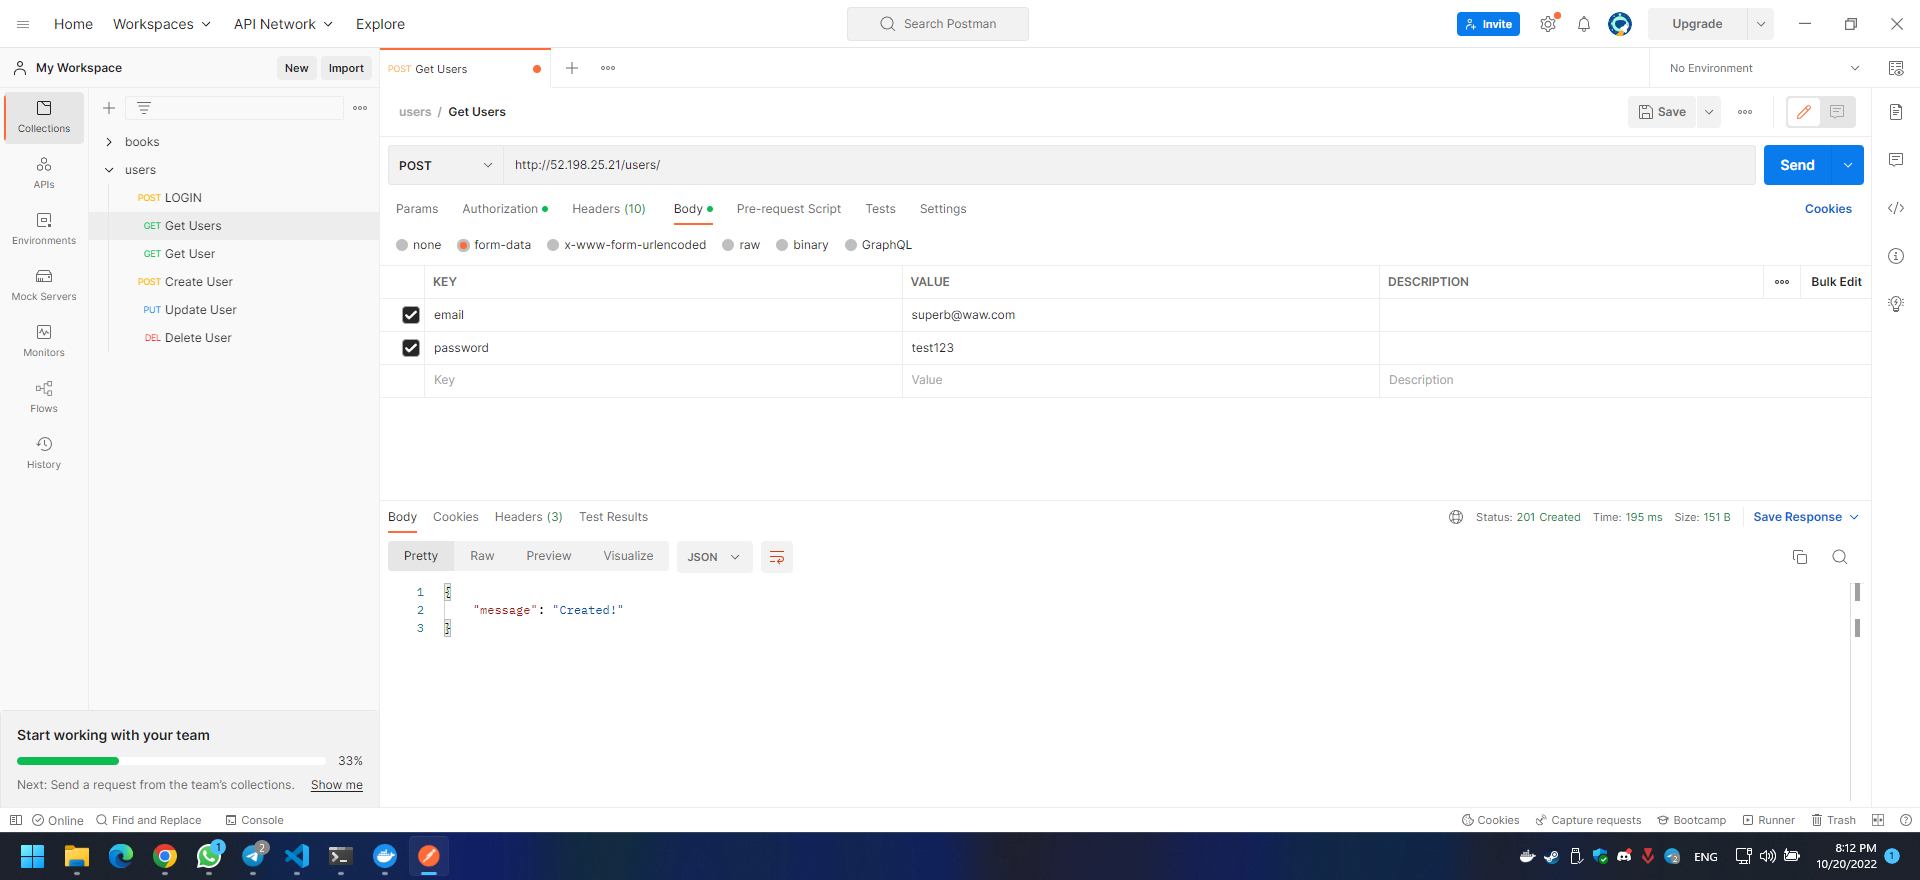 Home Workspaces API Network Explore Search Postman Invite Upgrade
My Workspace New Import POST Get Users No Environment
users / Get Users Save
Collections
books
users
POST LOGIN
GET Get Users
GET Get User
POST Create User
PUT Update User
DEL Delete User
APIs
Environments
Mock Servers
Monitors
Flows
History
POST http://52.198.25.21/users/ Send
Params Authorization Headers (10) Body Pre-request Script Tests Settings Cookies
none form-data x-www-form-urlencoded raw binary GraphQL
KEY VALUE DESCRIPTION Bulk Edit
email superb@waw.com
password test123
Key Value Description
Body Cookies Headers (3) Test Results Status: 201 Created Time: 195 ms Size: 151 B Save Response
Pretty Raw Preview Visualize JSON
1 {
2 "message": "Created!"
3 }
Start working with your team
33%
Next: Send a request from the team's collections. Show me
Online Find and Replace Console Cookies Capture requests Bootcamp Runner Trash
1 2 2 ENG 8:12 PM 1
10/20/2022